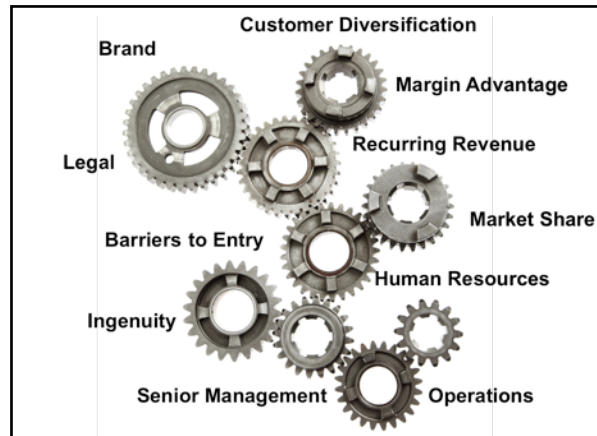 Customer Diversification
Brand
Margin Advantage
Recurring Revenue
Legal
Market Share
Barriers to Entry
Human Resources
Ingenuity
Senior Management
Operations